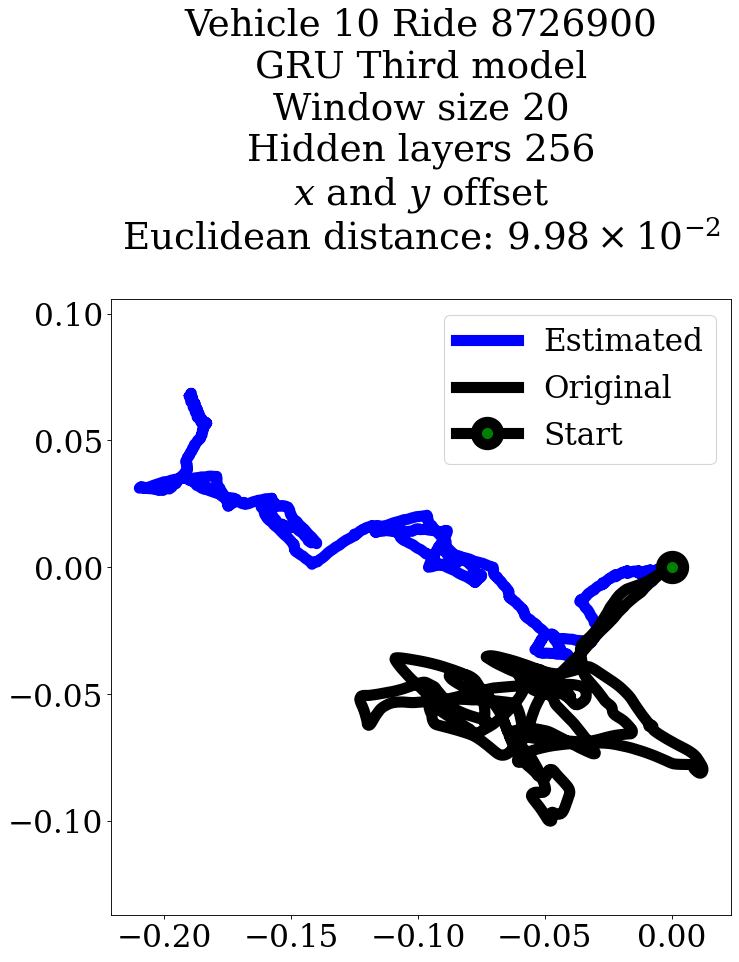 Vehicle 10 Ride 8726900
GRU Third model
Window size 20
Hidden layers 256
x and y offset
Euclidean distance: 9.98 × 10⁻²
Estimated
Original
Start
0.10
0.05
0.00
−0.05
−0.10
−0.20 −0.15 −0.10 −0.05 0.00